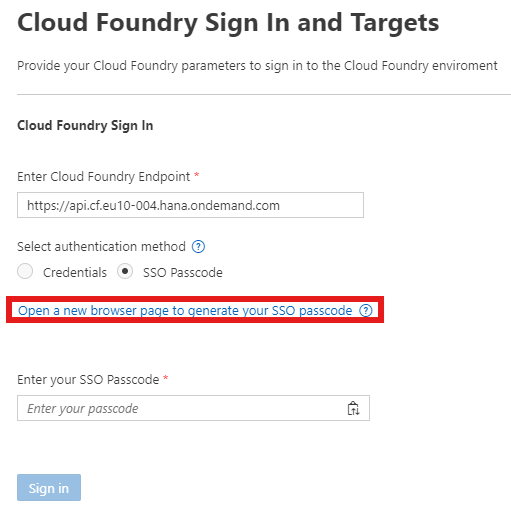 Cloud Foundry Sign In and Targets
Provide your Cloud Foundry parameters to sign in to the Cloud Foundry enviroment
Cloud Foundry Sign In
Enter Cloud Foundry Endpoint *
https://api.cf.eu10-004.hana.ondemand.com
Select authentication method ?
Credentials SSO Passcode
Open a new browser page to generate your SSO passcode ?
Enter your SSO Passcode *
Enter your passcode
Sign in